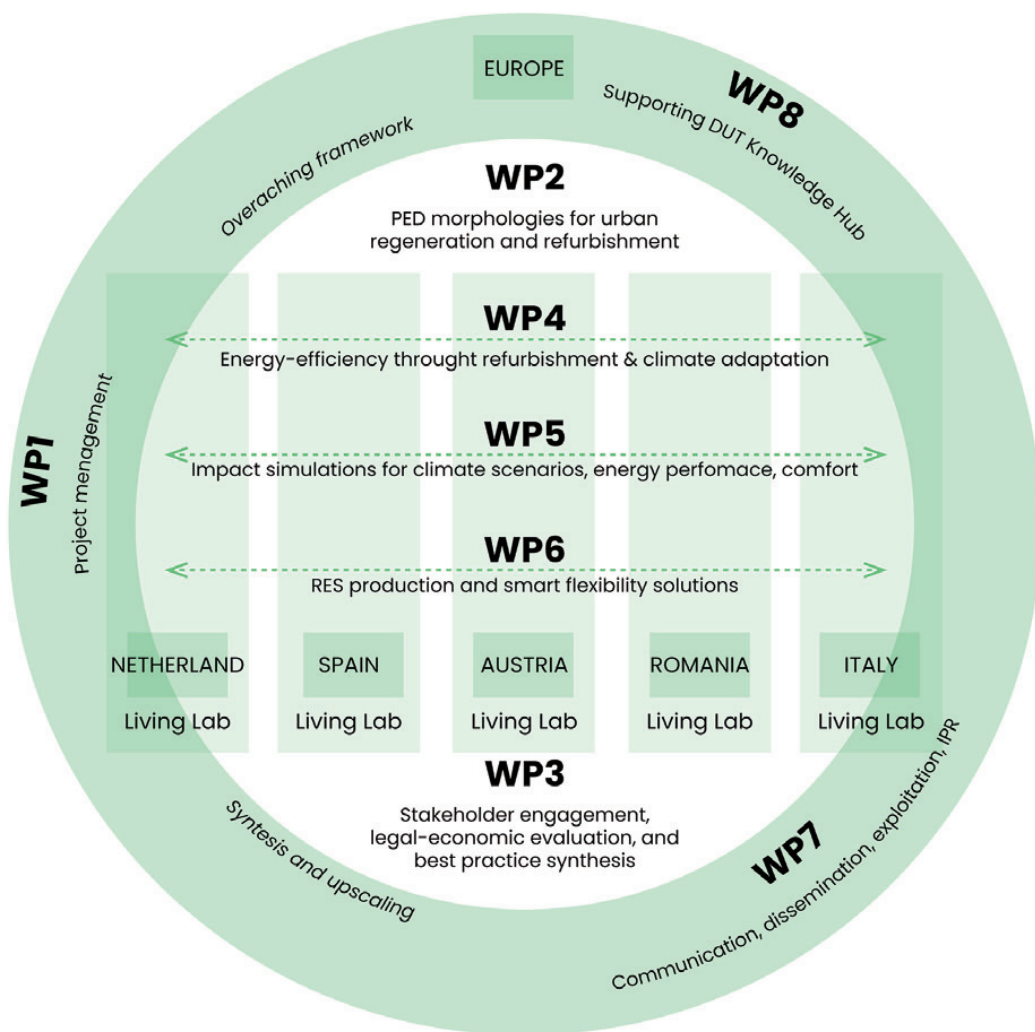 EUROPE
WP8
Supporting DUT Knowledge Hub
Overaching framework
WP2
PED morphologies for urban
regeneration and refurbishment
WP4
Energy-efficiency throught refurbishment & climate adaptation
WP1
Project menagement
WP5
Impact simulations for climate scenarios, energy perfomace, comfort
WP6
RES production and smart flexibility solutions
NETHERLAND
SPAIN
AUSTRIA
ROMANIA
ITALY
Living Lab
Living Lab
Living Lab
Living Lab
Living Lab
WP3
Stakeholder engagement,
legal-economic evaluation, and
best practice synthesis
Syntesis and upscaling
WP7
Communication, dissemination, exploitation, IPR